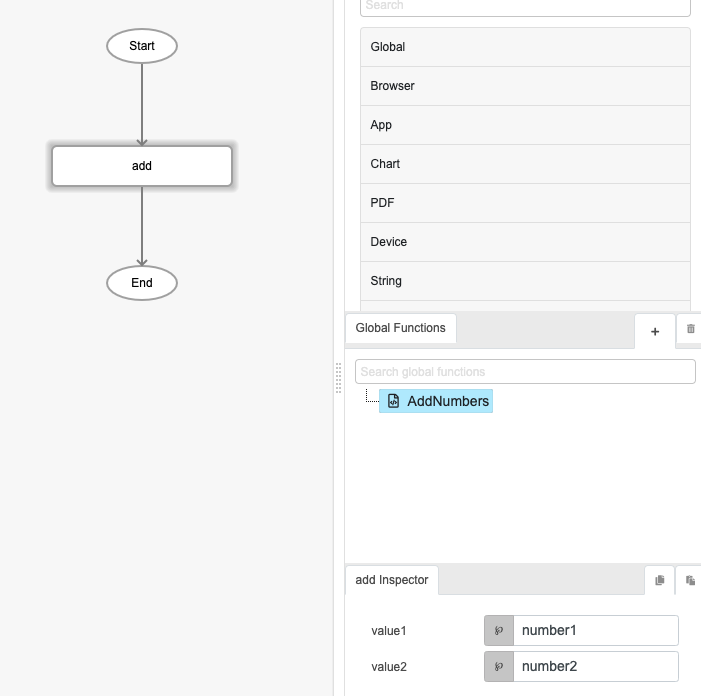 Start
add
End
Search
Global
Browser
App
Chart
PDF
Device
String
Global Functions
+
Search global functions
AddNumbers
add Inspector
value1
number1
value2
number2